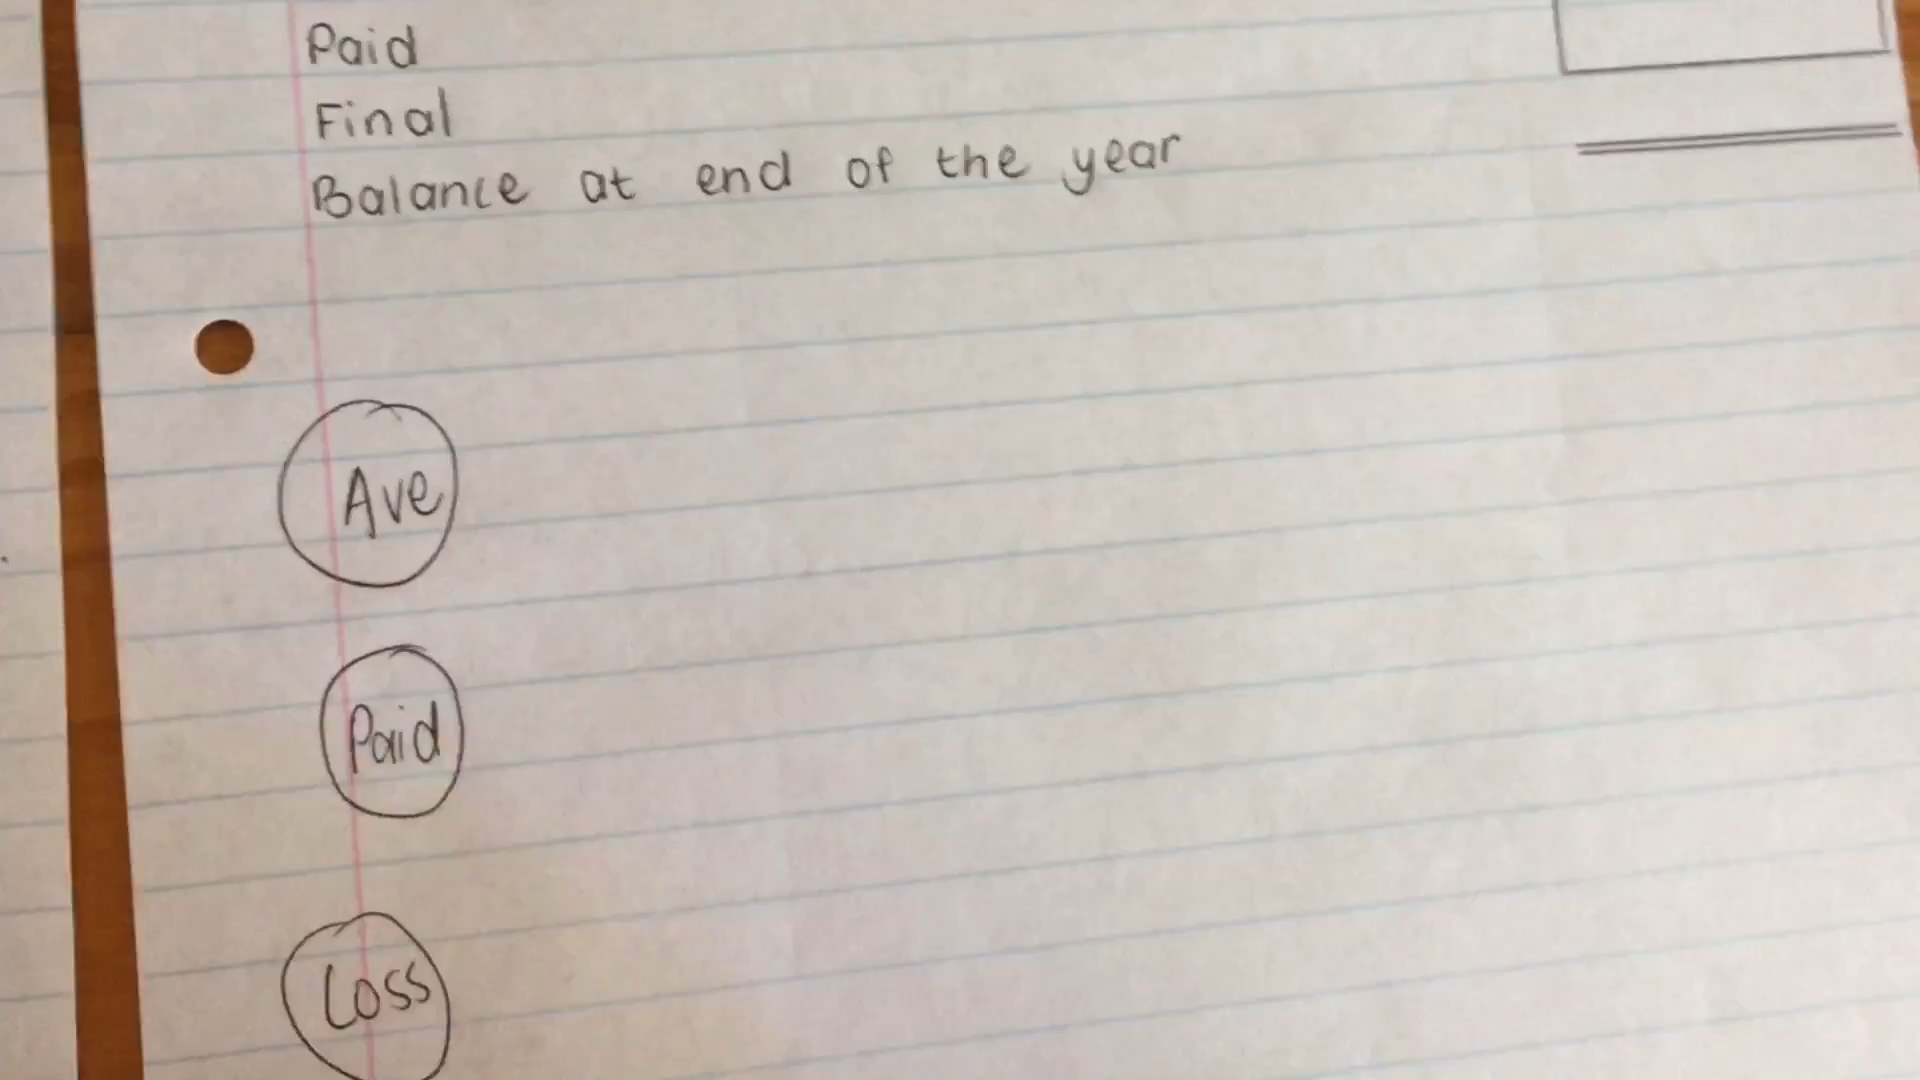 Paid
Final
Balance at end of the year
Ave
Paid
Loss